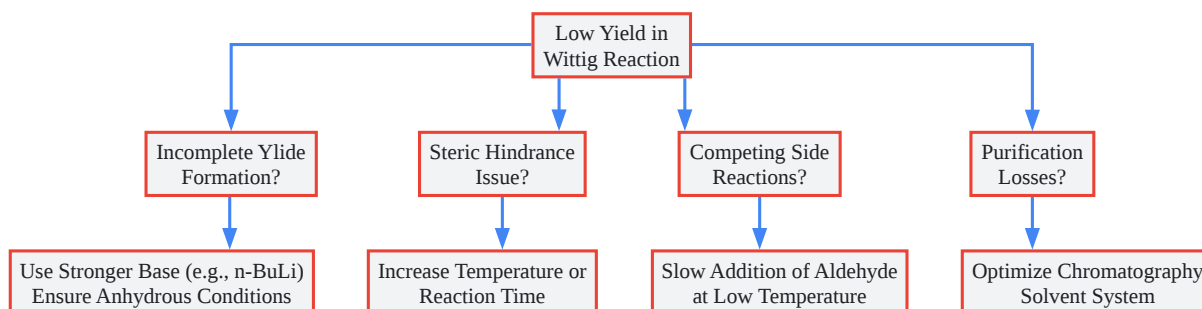 Low Yield in
Wittig Reaction
Incomplete Ylide
Formation?
Steric Hindrance
Issue?
Competing Side
Reactions?
Purification
Losses?
Use Stronger Base (e.g., n-BuLi)
Ensure Anhydrous Conditions
Increase Temperature or
Reaction Time
Slow Addition of Aldehyde
at Low Temperature
Optimize Chromatography
Solvent System